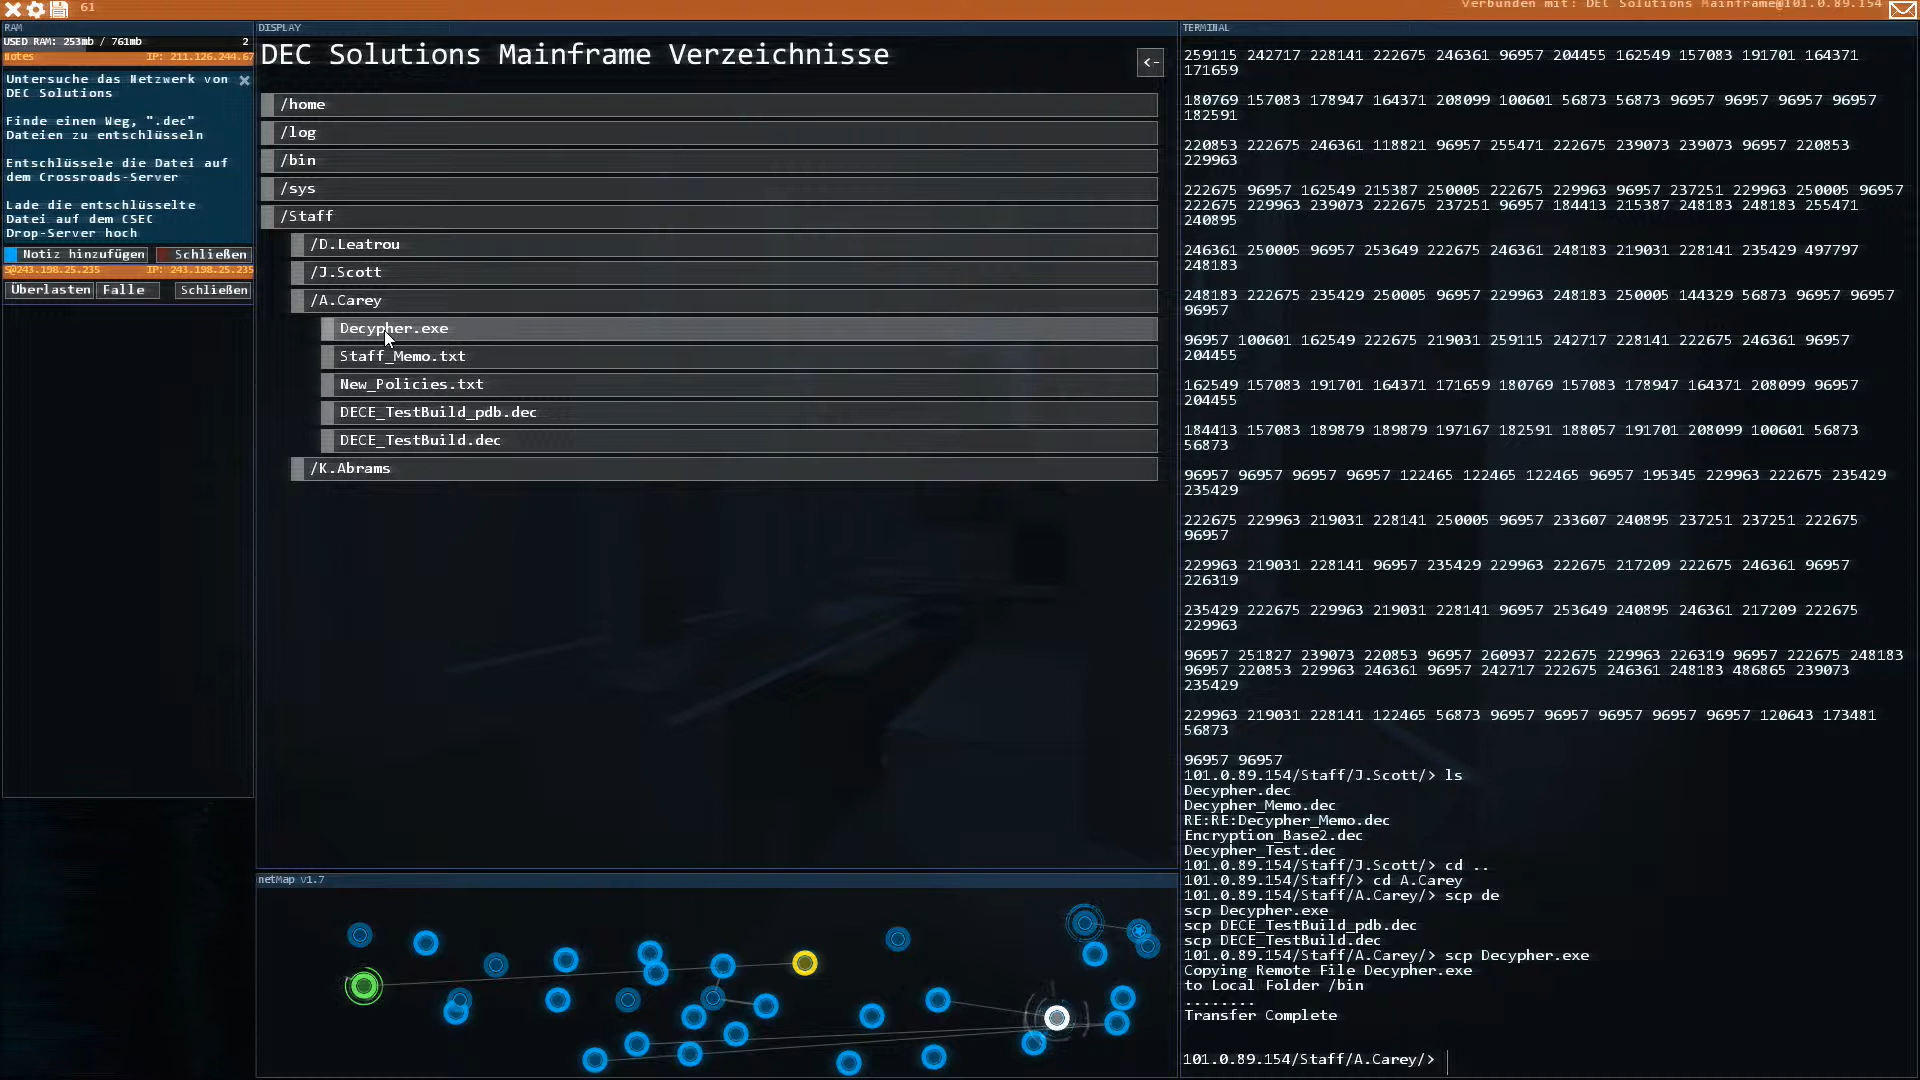 61
Verbunden mit: DEC Solutions Mainframe@101.0.89.154
RAM
USED RAM: 253mb / 761mb
2
Notes
IP: 211.126.244.67
Untersuche das Netzwerk von
DEC Solutions
Finde einen Weg, ".dec"
Dateien zu entschlüsseln
Entschlüssele die Datei auf
dem Crossroads-Server
Lade die entschlüsselte
Datei auf dem CSEC
Drop-Server hoch
Notiz hinzufügen
Schließen
S@243.198.25.235
IP: 243.198.25.235
Überlasten
Falle
Schließen
DISPLAY
DEC Solutions Mainframe Verzeichnisse
<-
/home
/log
/bin
/sys
/Staff
/D.Leatrou
/J.Scott
/A.Carey
Decypher.exe
Staff_Memo.txt
New_Policies.txt
DECE_TestBuild_pdb.dec
DECE_TestBuild.dec
/K.Abrams
netMap v1.7
TERMINAL
259115 242717 228141 222675 246361 96957 204455 162549 157083 191701 164371
171659
180769 157083 178947 164371 208099 100601 56873 56873 96957 96957 96957 96957
182591
220853 222675 246361 118821 96957 255471 222675 239073 239073 96957 220853
229963
222675 96957 162549 215387 250005 222675 229963 96957 237251 229963 250005 96957
222675 229963 239073 222675 237251 96957 184413 215387 248183 248183 255471
240895
246361 250005 96957 253649 222675 246361 248183 219031 228141 235429 497797
248183
248183 222675 235429 250005 96957 229963 248183 250005 144329 56873 96957 96957
96957
96957 100601 162549 222675 219031 259115 242717 228141 222675 246361 96957
204455
162549 157083 191701 164371 171659 180769 157083 178947 164371 208099 96957
204455
184413 157083 189879 189879 197167 182591 188057 191701 208099 100601 56873
56873
96957 96957 96957 96957 122465 122465 122465 96957 195345 229963 222675 235429
235429
222675 229963 219031 228141 250005 96957 233607 240895 237251 237251 222675
96957
229963 219031 228141 96957 235429 229963 222675 217209 222675 246361 96957
226319
235429 222675 229963 219031 228141 96957 253649 240895 246361 217209 222675
229963
96957 251827 239073 220853 96957 260937 222675 229963 226319 96957 222675 248183
96957 220853 229963 246361 96957 242717 222675 246361 248183 486865 239073
235429
229963 219031 228141 122465 56873 96957 96957 96957 96957 96957 120643 173481
56873
96957 96957
101.0.89.154/Staff/J.Scott/> ls
Decypher.dec
Decypher_Memo.dec
RE:RE:Decypher_Memo.dec
Encryption_Base2.dec
Decypher_Test.dec
101.0.89.154/Staff/J.Scott/> cd ..
101.0.89.154/Staff/> cd A.Carey
101.0.89.154/Staff/A.Carey/> scp de
scp Decypher.exe
scp DECE_TestBuild_pdb.dec
scp DECE_TestBuild.dec
101.0.89.154/Staff/A.Carey/> scp Decypher.exe
Copying Remote File Decypher.exe
to Local Folder /bin
........
Transfer Complete
101.0.89.154/Staff/A.Carey/>